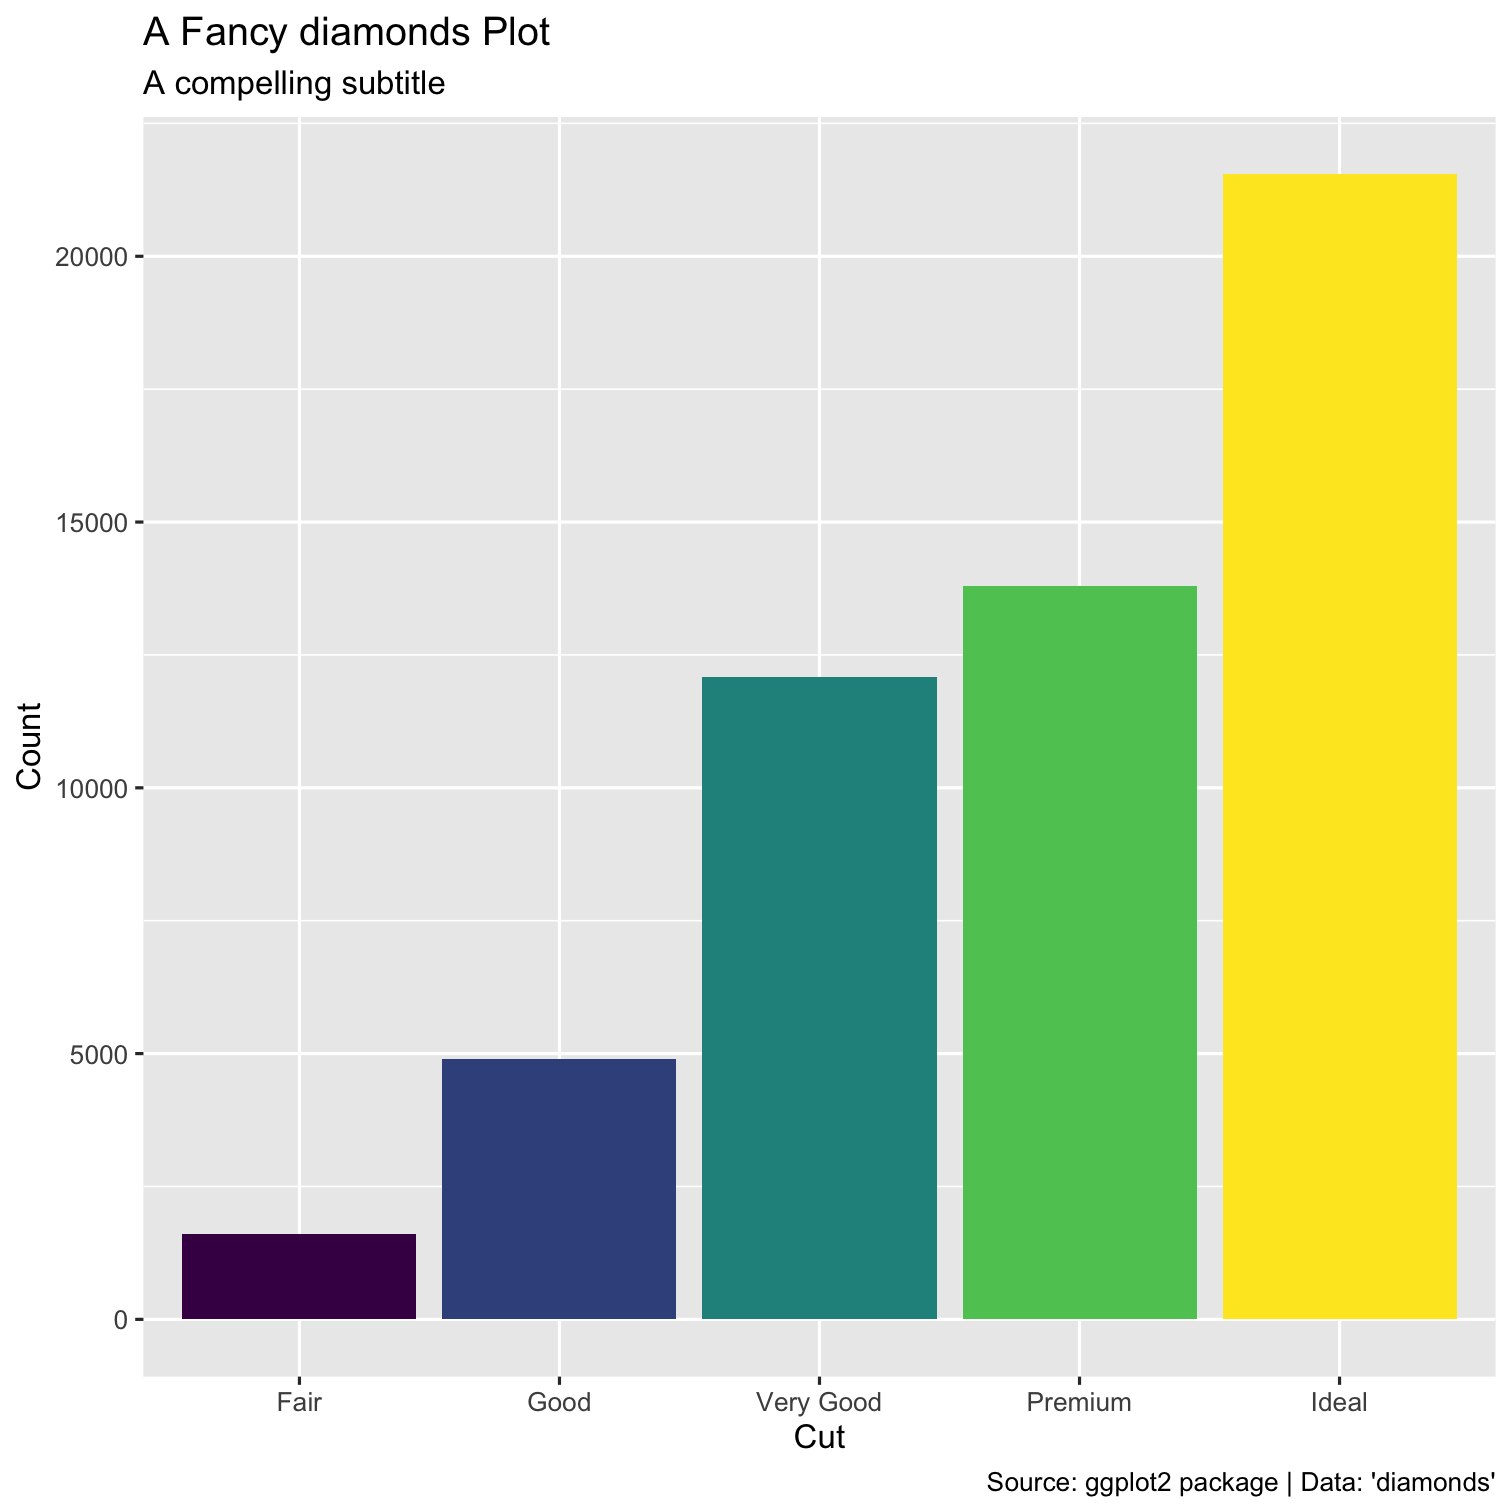 A Fancy diamonds Plot
A compelling subtitle
Count
20000
15000
10000
5000
0
Fair Good Very Good Premium Ideal
Cut
Source: ggplot2 package | Data: 'diamonds'